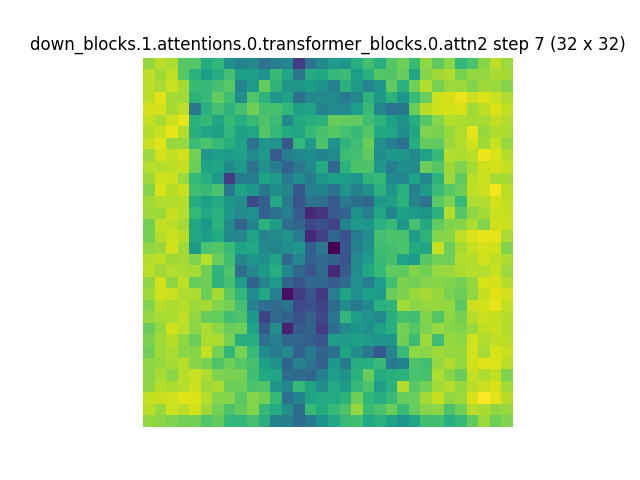 down_blocks.1.attentions.0.transformer_blocks.0.attn2 step 7 (32 x 32)